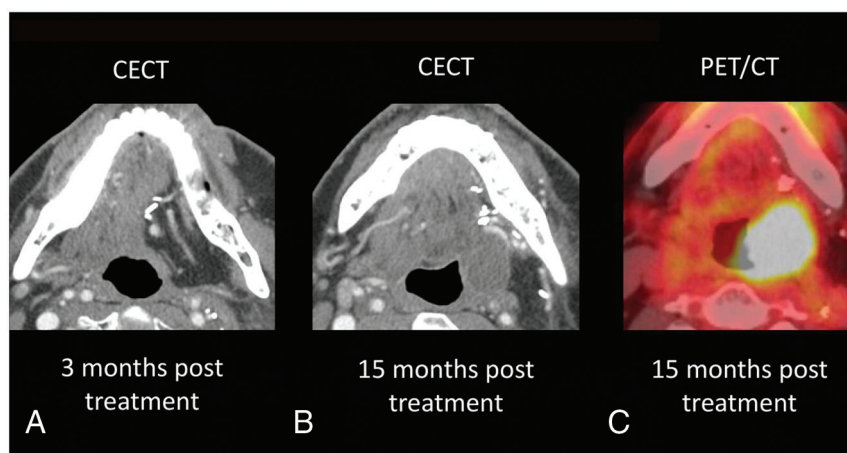 CECT
CECT
PET/CT
3 months post
treatment
15 months post
treatment
15 months post
treatment
A
B
C